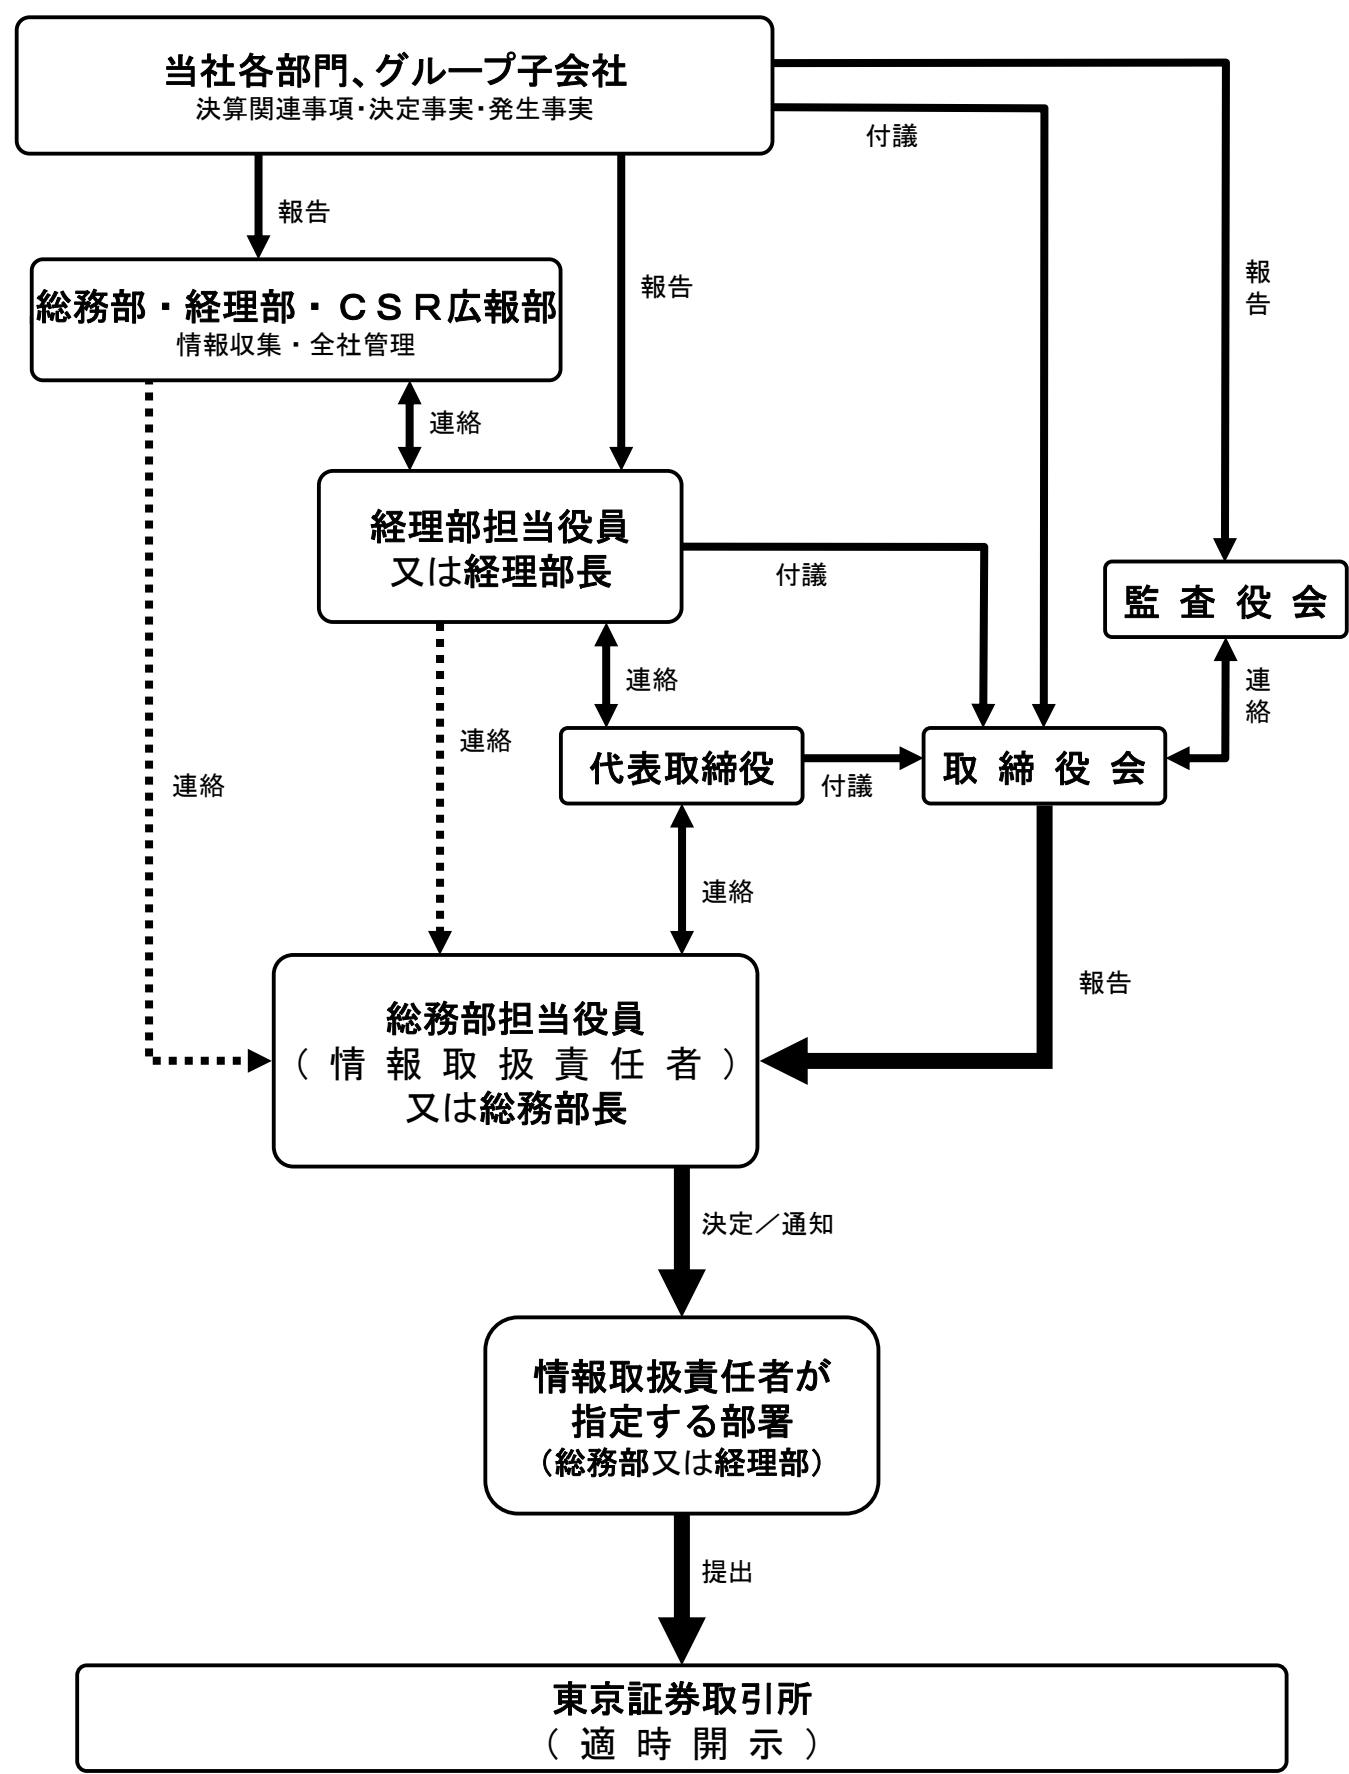 当社各部門、グループ子会社
決算関連事項・決定事実・発生事実
付議
報告
報告
報
告
総務部・経理部・ＣＳＲ広報部
情報収集・全社管理
連絡
経理部担当役員
又は経理部長
付議
監査役会
連絡
連
絡
連絡
代表取締役
付議
取締役会
連絡
連絡
報告
総務部担当役員
（情報取扱責任者）
又は総務部長
決定／通知
情報取扱責任者が
指定する部署
（総務部又は経理部）
提出
東京証券取引所
（適時開示）